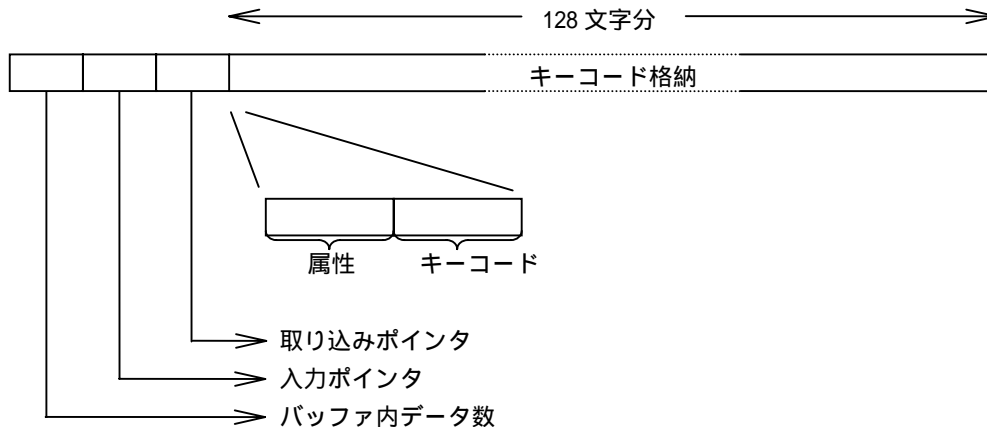 128 文字分
キーコード格納
属性
キーコード
取り込みポインタ
入力ポインタ
バッファ内データ数